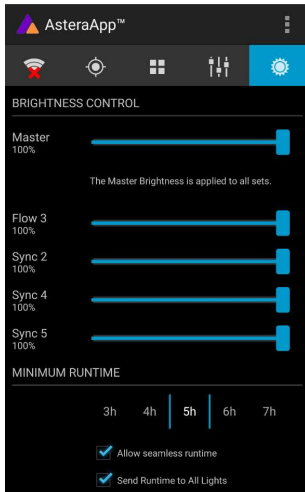 AsteraApp™
BRIGHTNESS CONTROL
Master
100%
The Master Brightness is applied to all sets.
Flow 3
100%
Sync 2
100%
Sync 4
100%
Sync 5
100%
MINIMUM RUNTIME
3h 4h 5h 6h 7h
Allow seamless runtime
Send Runtime to All Lights